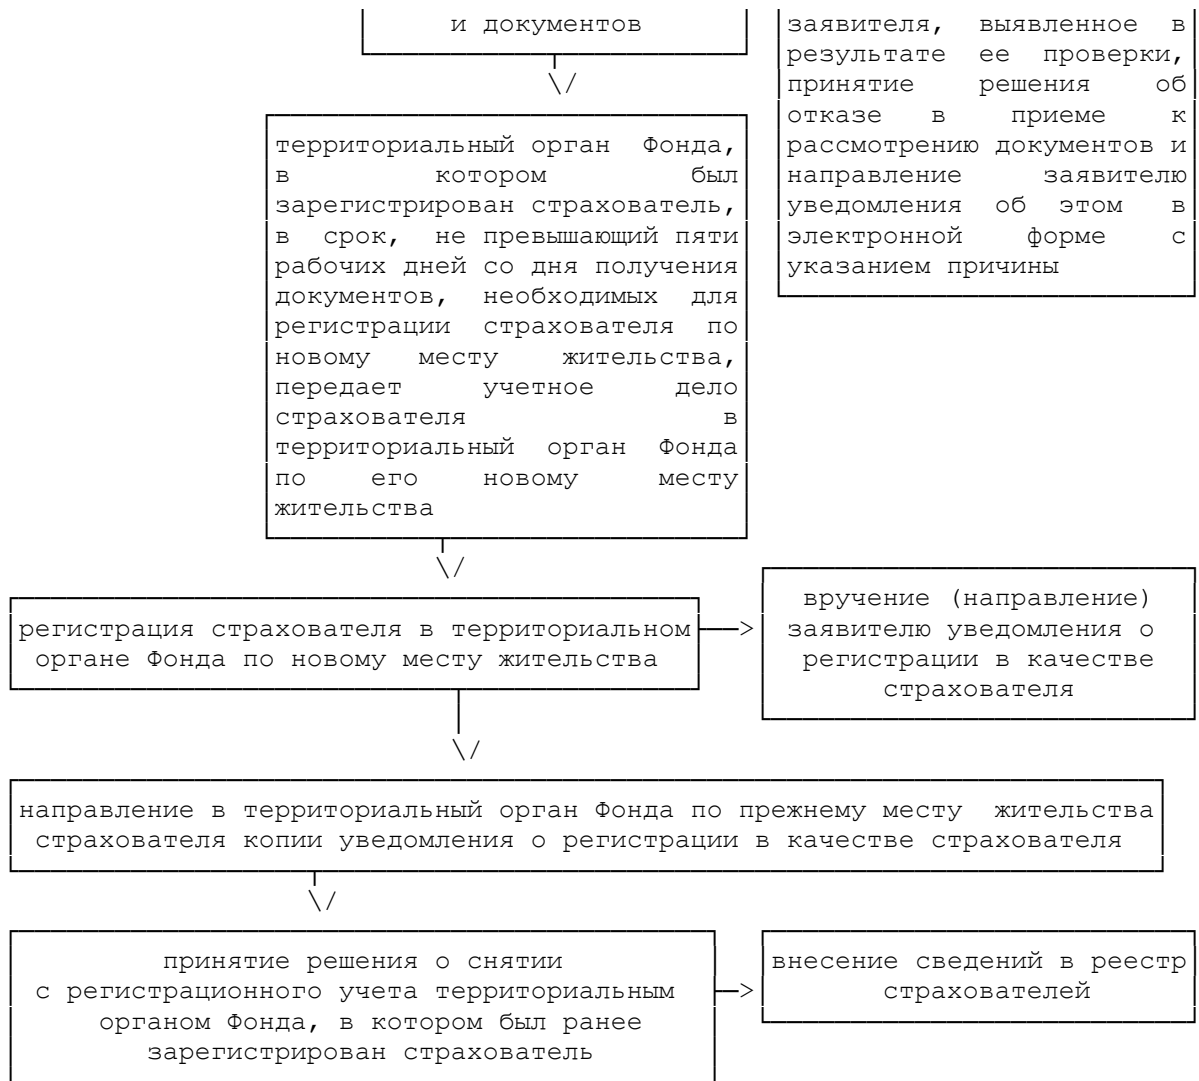 и документов
заявителя, выявленное в
результате ее проверки,
принятие решения об
отказе в приеме к
рассмотрению документов и
направление заявителю
уведомления об этом в
электронной форме с
указанием причины
территориальный орган Фонда,
в котором был
зарегистрирован страхователь,
в срок, не превышающий пяти
рабочих дней со дня получения
документов, необходимых для
регистрации страхователя по
новому месту жительства,
передает учетное дело
страхователя в
территориальный орган Фонда
по его новому месту
жительства
регистрация страхователя в территориальном
органе Фонда по новому месту жительства
вручение (направление)
заявителю уведомления о
регистрации в качестве
страхователя
направление в территориальный орган Фонда по прежнему месту жительства
страхователя копии уведомления о регистрации в качестве страхователя
принятие решения о снятии
с регистрационного учета территориальным
органом Фонда, в котором был ранее
зарегистрирован страхователь
внесение сведений в реестр
страхователей